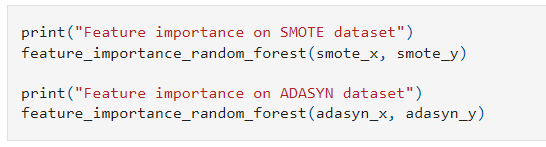 print("Feature importance on SMOTE dataset")
feature_importance_random_forest(smote_x, smote_y)
print("Feature importance on ADASYN dataset")
feature_importance_random_forest(adasyn_x, adasyn_y)